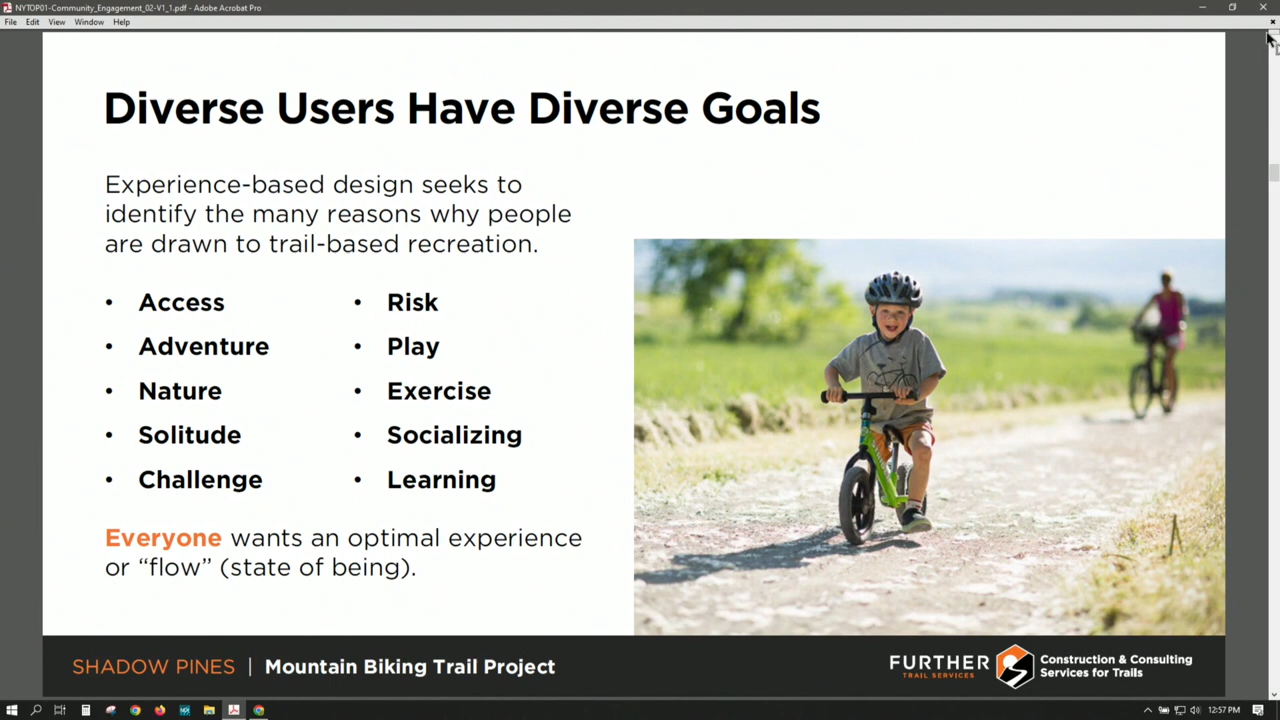 NYTOP01-Community_Engagement_02-V1_1.pdf - Adobe Acrobat Pro
File Edit View Window Help
Diverse Users Have Diverse Goals
Experience-based design seeks to
identify the many reasons why people
are drawn to trail-based recreation.
• Access
• Adventure
• Nature
• Solitude
• Challenge
• Risk
• Play
• Exercise
• Socializing
• Learning
Everyone wants an optimal experience
or “flow” (state of being).
SHADOW PINES | Mountain Biking Trail Project
FURTHER
TRAIL SERVICES
Construction & Consulting
Services for Trails
12:57 PM